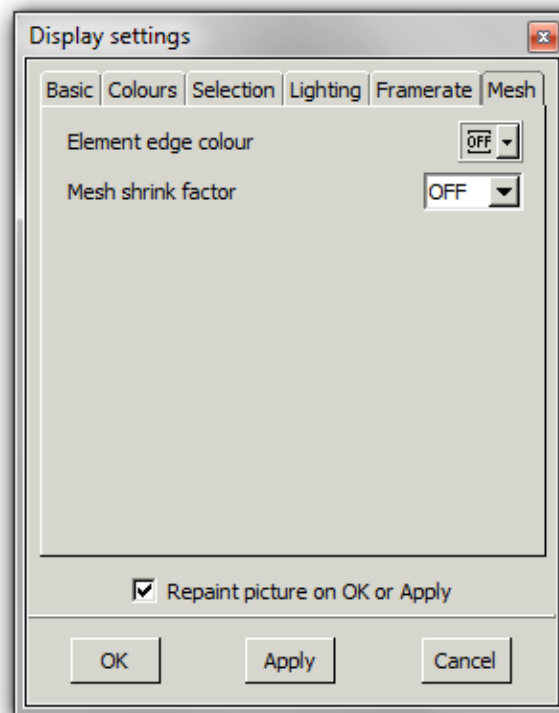 Display settings
Basic Colours Selection Lighting Framerate Mesh
Element edge colour OFF
Mesh shrink factor OFF
Repaint picture on OK or Apply
OK Apply Cancel